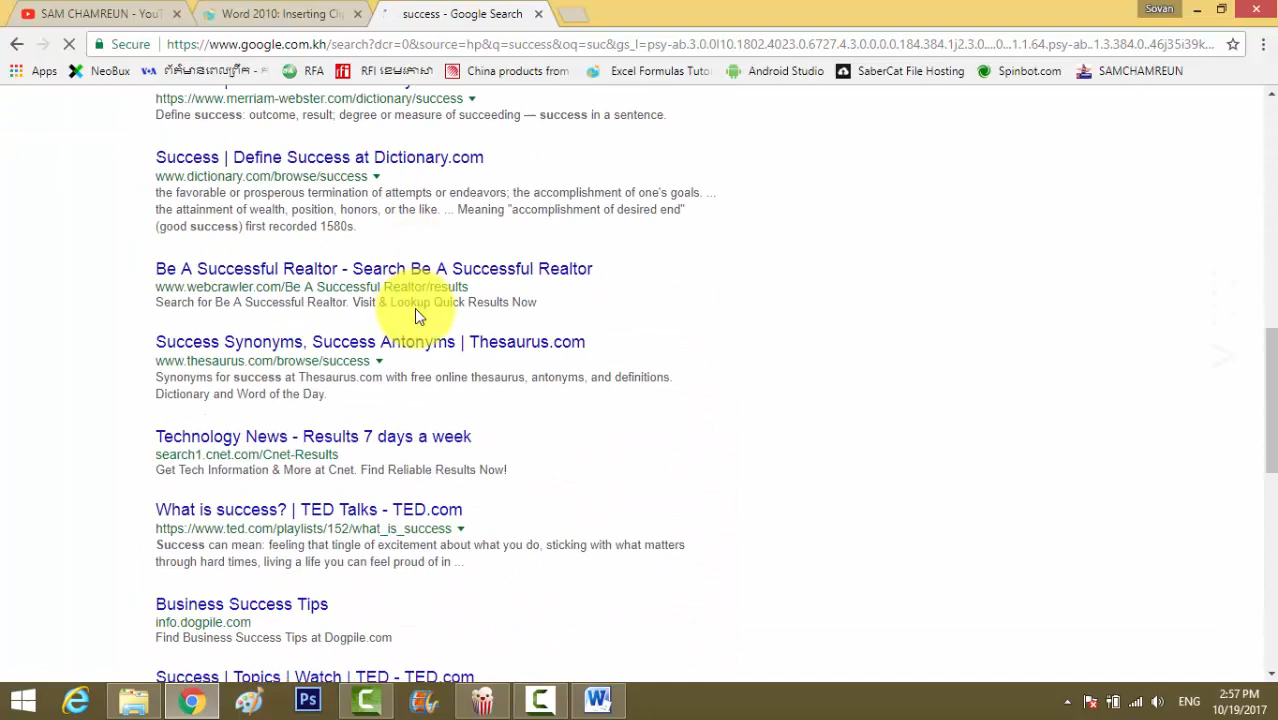 SAM CHAMREUN - YouT
Word 2010: Inserting Clip
success - Google Search
Sovan
Secure
https://www.google.com.kh/search?dcr=0&source=hp&q=success&oq=suc&gs_l=psy-ab.3.0.0l10.1802.4023.0.6727.4.3.0.0.0.0.184.384.1j2.3.0....0...1.1.64.psy-ab..1.3.384.0..46j35i39k...
Apps
NeoBux
VOA
ព័ត៌មានពេលព្រឹក - ក
RFA
rfi
RFI ខេមរភាសា
China products from
Excel Formulas Tuto
Android Studio
SaberCat File Hosting
Spinbot.com
SAMCHAMREUN
https://www.merriam-webster.com/dictionary/success
Define success: outcome, result; degree or measure of succeeding — success in a sentence.
Success | Define Success at Dictionary.com
www.dictionary.com/browse/success
the favorable or prosperous termination of attempts or endeavors; the accomplishment of one's goals. ...
the attainment of wealth, position, honors, or the like. ... Meaning "accomplishment of desired end"
(good success) first recorded 1580s.
Be A Successful Realtor - Search Be A Successful Realtor
www.webcrawler.com/Be A Successful Realtor/results
Search for Be A Successful Realtor. Visit & Lookup Quick Results Now
Success Synonyms, Success Antonyms | Thesaurus.com
www.thesaurus.com/browse/success
Synonyms for success at Thesaurus.com with free online thesaurus, antonyms, and definitions.
Dictionary and Word of the Day.
Technology News - Results 7 days a week
search1.cnet.com/Cnet-Results
Get Tech Information & More at Cnet. Find Reliable Results Now!
What is success? | TED Talks - TED.com
https://www.ted.com/playlists/152/what_is_success
Success can mean: feeling that tingle of excitement about what you do, sticking with what matters
through hard times, living a life you can feel proud of in ...
Business Success Tips
info.dogpile.com
Find Business Success Tips at Dogpile.com
Success | Topics | Watch | TED - TED.com
Ps
ENG
2:57 PM
10/19/2017